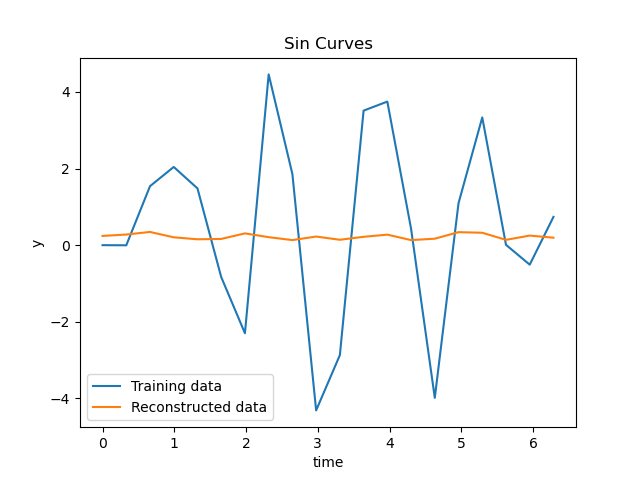 Sin Curves
y
4
2
0
−2
−4
Training data
Reconstructed data
0 1 2 3 4 5 6
time